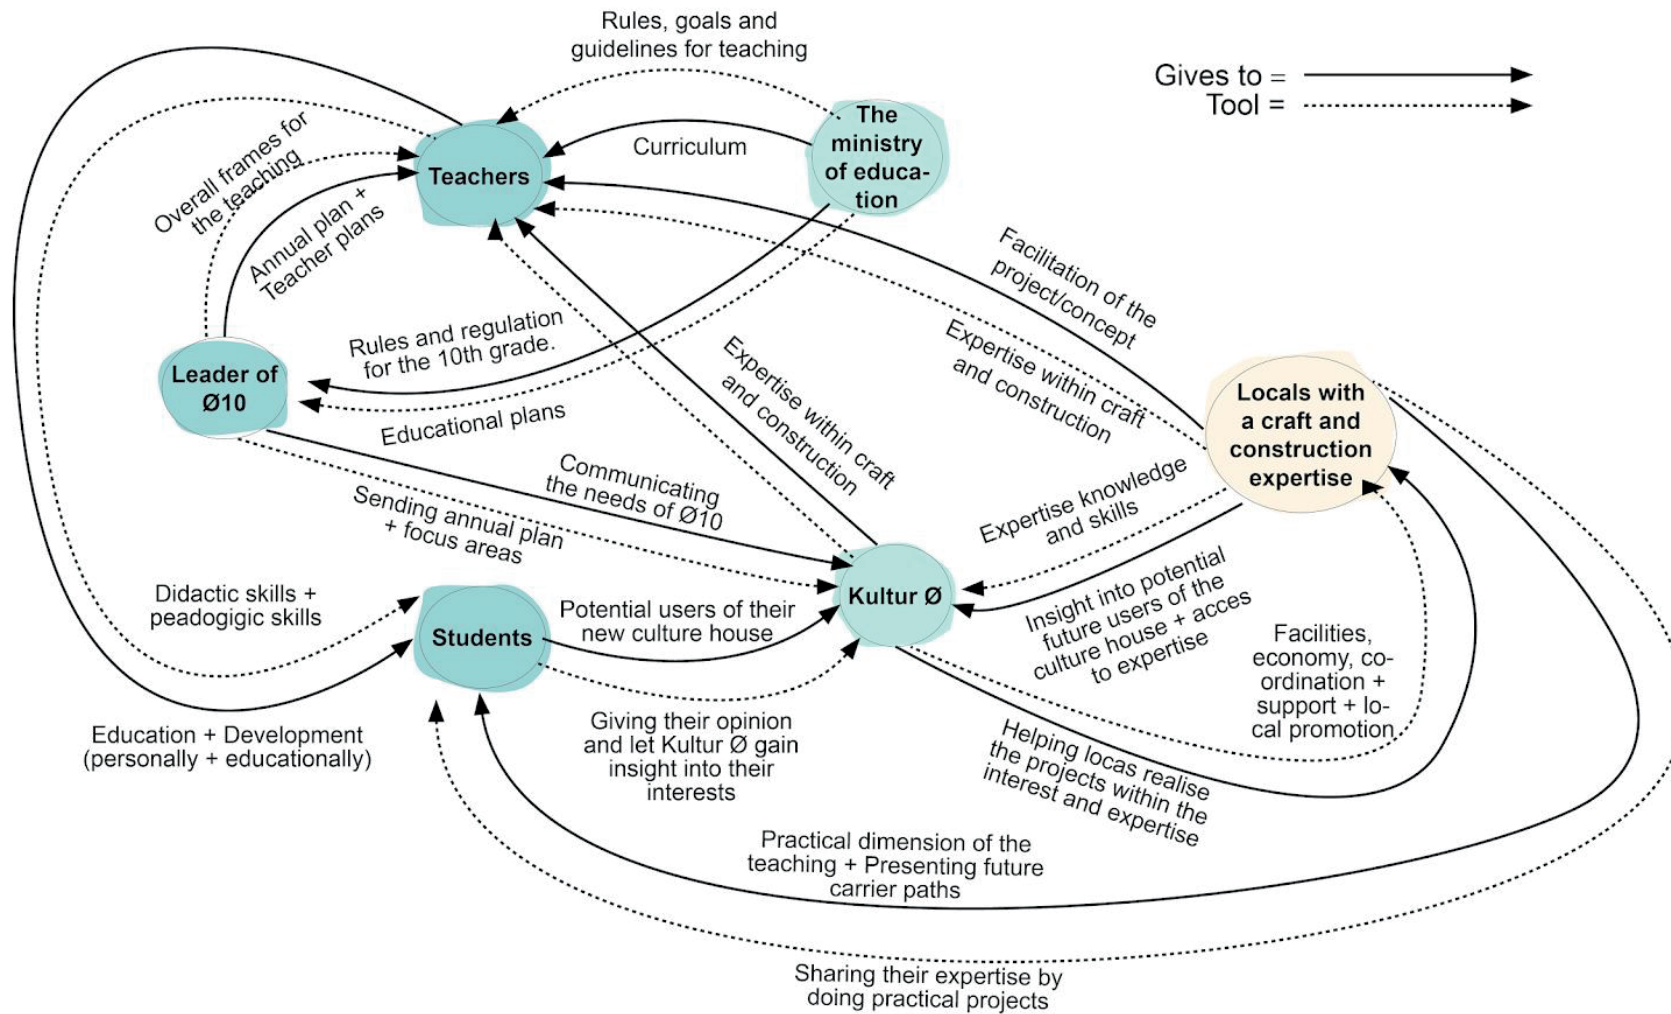 Rules, goals and
guidelines for teaching
Gives to =
Tool =
The
ministry
of educa-
tion
Curriculum
Teachers
Overall frames for
the teaching
Annual plan +
Teacher plans
Facilitation of the
project/concept
Rules and regulation
for the 10th grade.
Expertise within craft
and construction
Expertise within craft
and construction
Leader of
Ø10
Educational plans
Locals with
a craft and
construction
expertise
Communicating
the needs of Ø10
Sending annual plan
+ focus areas
Expertise knowledge
and skills
Didactic skills +
peadogigic skills
Students
Potential users of their
new culture house
Kultur Ø
Insight into potential
future users of the
culture house + acces
to expertise
Facilities,
economy, co-
ordination +
support + lo-
cal promotion
Education + Development
(personally + educationally)
Giving their opinion
and let Kultur Ø gain
insight into their
interests
Helping locas realise
the projects within the
interest and expertise
Practical dimension of the
teaching + Presenting future
carrier paths
Sharing their expertise by
doing practical projects